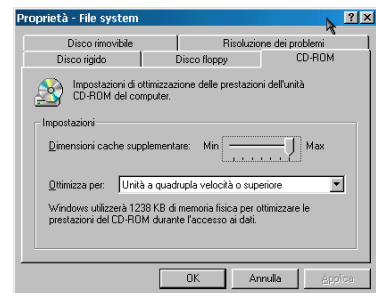 Proprietà - File system
Disco rimovibile
Risoluzione dei problemi
Disco rigido
Disco floppy
CD-ROM
Impostazioni di ottimizzazione delle prestazioni dell'unità
CD-ROM del computer.
Impostazioni
Dimensioni cache supplementare: Min Max
Ottimizza per: Unità a quadrupla velocità o superiore
Windows utilizzerà 1238 KB di memoria fisica per ottimizzare le
prestazioni del CD-ROM durante l'accesso ai dati.
OK Annulla Applica